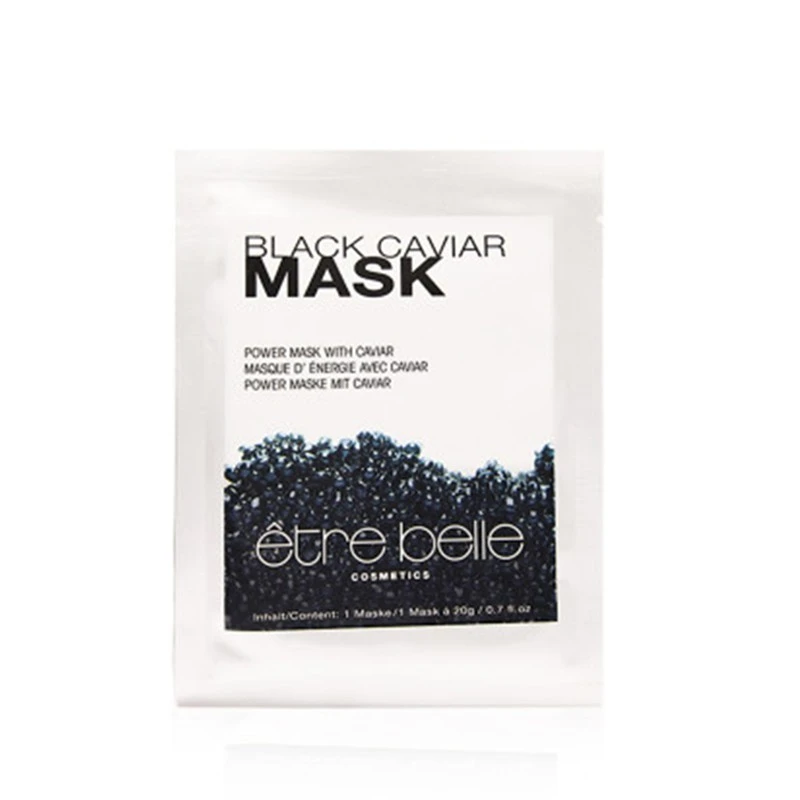 BLACK CAVIAR
MASK
POWER MASK WITH CAVIAR
MASQUE D' ÉNERGIE AVEC CAVIAR
POWER MASKE MIT CAVIAR
être belle
COSMETICS
Inhalt/Content: 1 Maske/1 Mask à 20g / 0,7 fl.oz